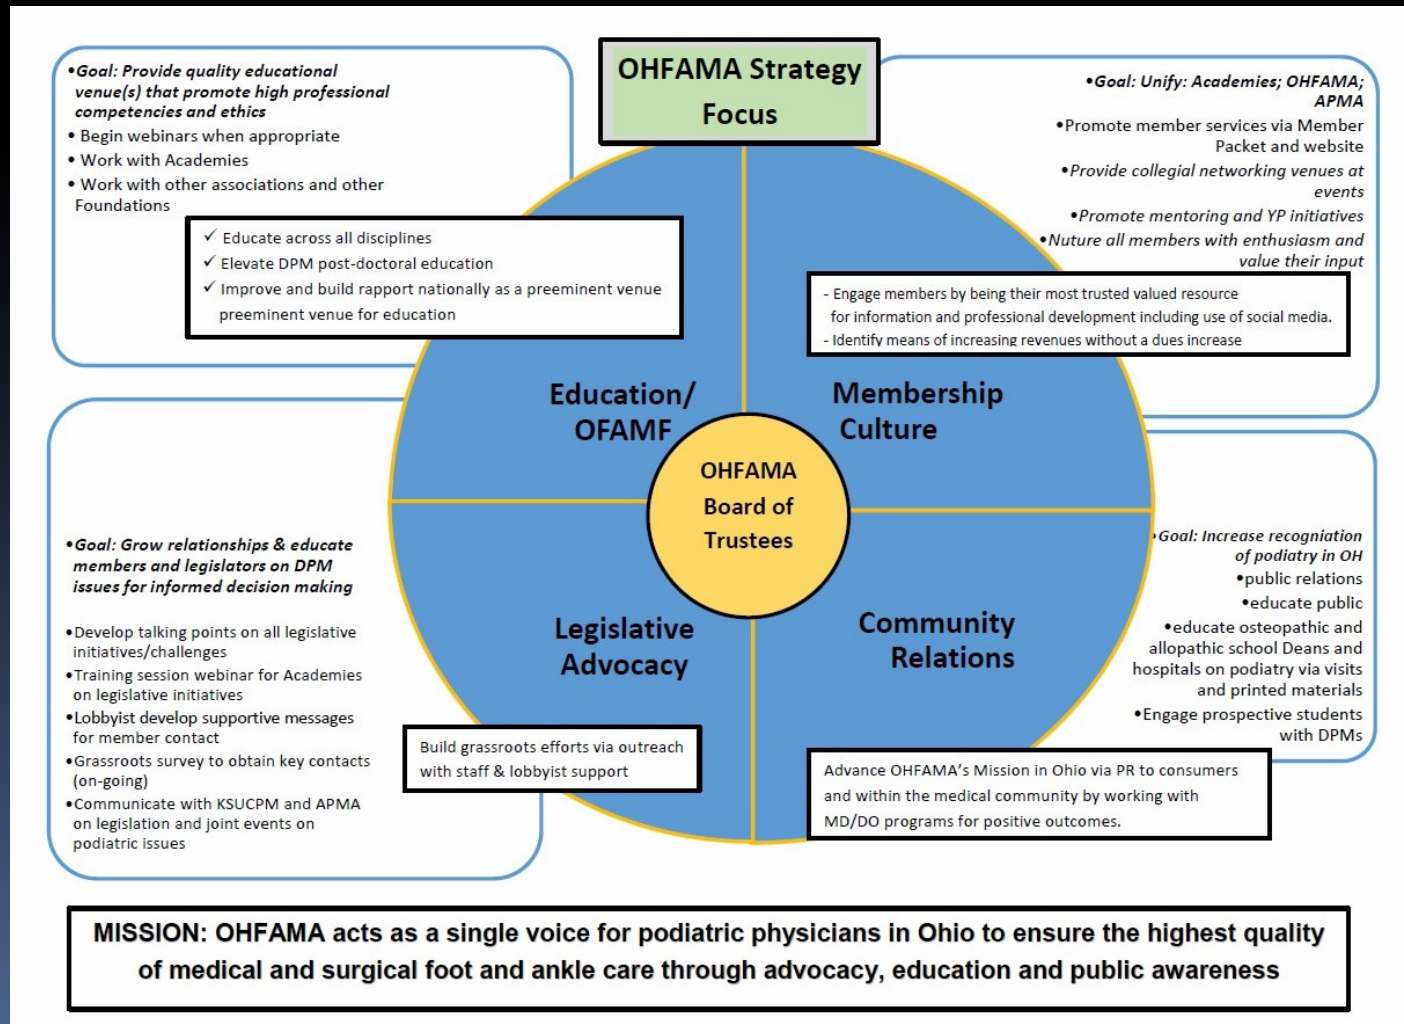 OHFAMA Strategy
Focus
•Goal: Provide quality educational
venue(s) that promote high professional
competencies and ethics
• Begin webinars when appropriate
• Work with Academies
• Work with other associations and other
Foundations
✓ Educate across all disciplines
✓ Elevate DPM post-doctoral education
✓ Improve and build rapport nationally as a preeminent venue
preeminent venue for education
•Goal: Unify: Academies; OHFAMA;
APMA
•Promote member services via Member
Packet and website
•Provide collegial networking venues at
events
•Promote mentoring and YP initiatives
•Nuture all members with enthusiasm and
value their input
- Engage members by being their most trusted valued resource
for information and professional development including use of social media.
- Identify means of increasing revenues without a dues increase
Education/
OFAMF
Membership
Culture
OHFAMA
Board of
Trustees
Legislative
Advocacy
Community
Relations
•Goal: Grow relationships & educate
members and legislators on DPM
issues for informed decision making
•Develop talking points on all legislative
initiatives/challenges
•Training session webinar for Academies
on legislative initiatives
•Lobbyist develop supportive messages
for member contact
•Grassroots survey to obtain key contacts
(on-going)
•Communicate with KSUCPM and APMA
on legislation and joint events on
podiatric issues
Build grassroots efforts via outreach
with staff & lobbyist support
•Goal: Increase recogniation
of podiatry in OH
•public relations
•educate public
•educate osteopathic and
allopathic school Deans and
hospitals on podiatry via visits
and printed materials
•Engage prospective students
with DPMs
Advance OHFAMA's Mission in Ohio via PR to consumers
and within the medical community by working with
MD/DO programs for positive outcomes.
MISSION: OHFAMA acts as a single voice for podiatric physicians in Ohio to ensure the highest quality
of medical and surgical foot and ankle care through advocacy, education and public awareness